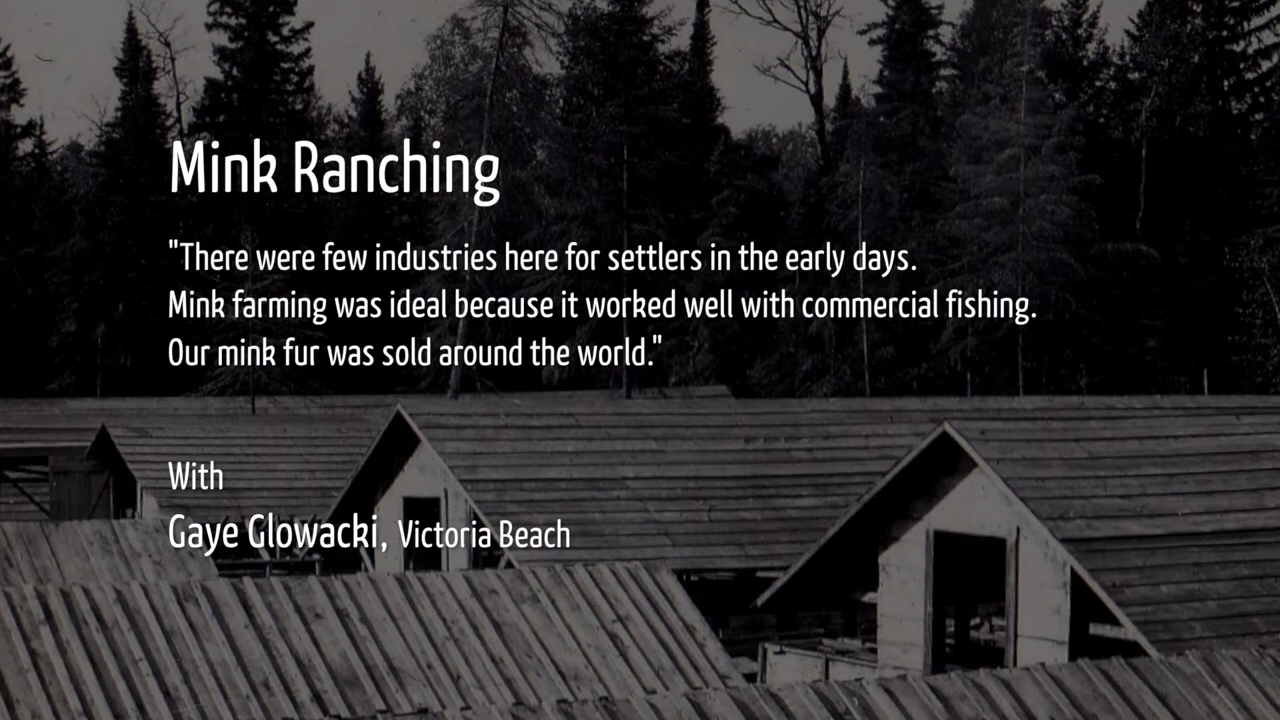 Mink Ranching
"There were few industries here for settlers in the early days.
Mink farming was ideal because it worked well with commercial fishing.
Our mink fur was sold around the world."
With
Gaye Glowacki, Victoria Beach